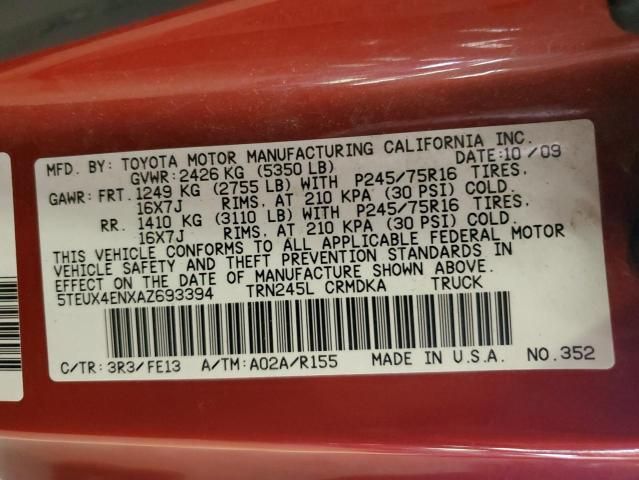 MFD. BY: TOYOTA MOTOR MANUFACTURING CALIFORNIA INC.
GVWR: 2426 KG (5350 LB) DATE: 10/09
GAWR: FRT. 1249 KG (2755 LB) WITH P245/75R16 TIRES.
16X7J RIMS, AT 210 KPA (30 PSI) COLD.
RR. 1410 KG (3110 LB) WITH P245/75R16 TIRES.
16X7J RIMS, AT 210 KPA (30 PSI) COLD.
THIS VEHICLE CONFORMS TO ALL APPLICABLE FEDERAL MOTOR
VEHICLE SAFETY AND THEFT PREVENTION STANDARDS IN
EFFECT ON THE DATE OF MANUFACTURE SHOWN ABOVE.
5TEUX4ENXAZ693394 TRN245L CRMDKA TRUCK
C/TR: 3R3/FE13 A/TM: A02A/R155 MADE IN U.S.A. NO. 352